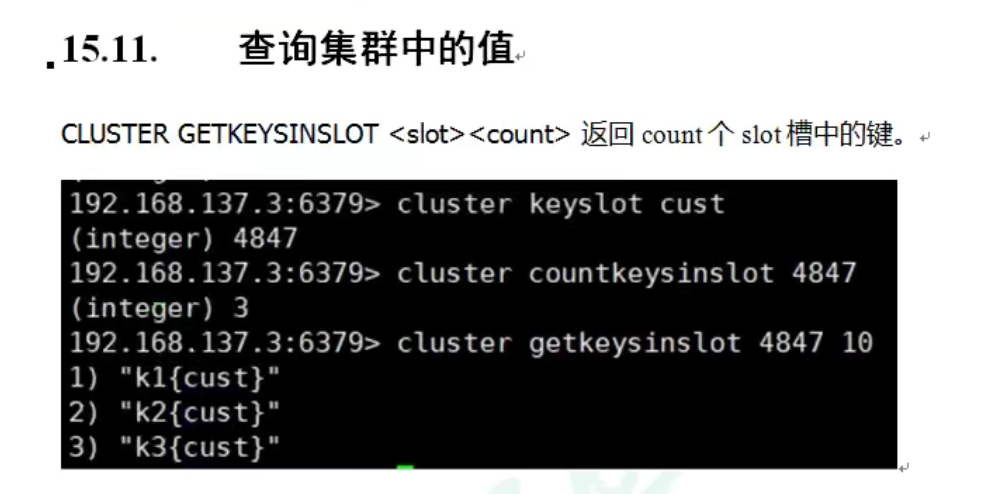 15.11. 查询集群中的值
CLUSTER GETKEYSINSLOT <slot><count> 返回 count 个 slot 槽中的键。
192.168.137.3:6379> cluster keyslot cust
(integer) 4847
192.168.137.3:6379> cluster countkeysinslot 4847
(integer) 3
192.168.137.3:6379> cluster getkeysinslot 4847 10
1) "k1{cust}"
2) "k2{cust}"
3) "k3{cust}"